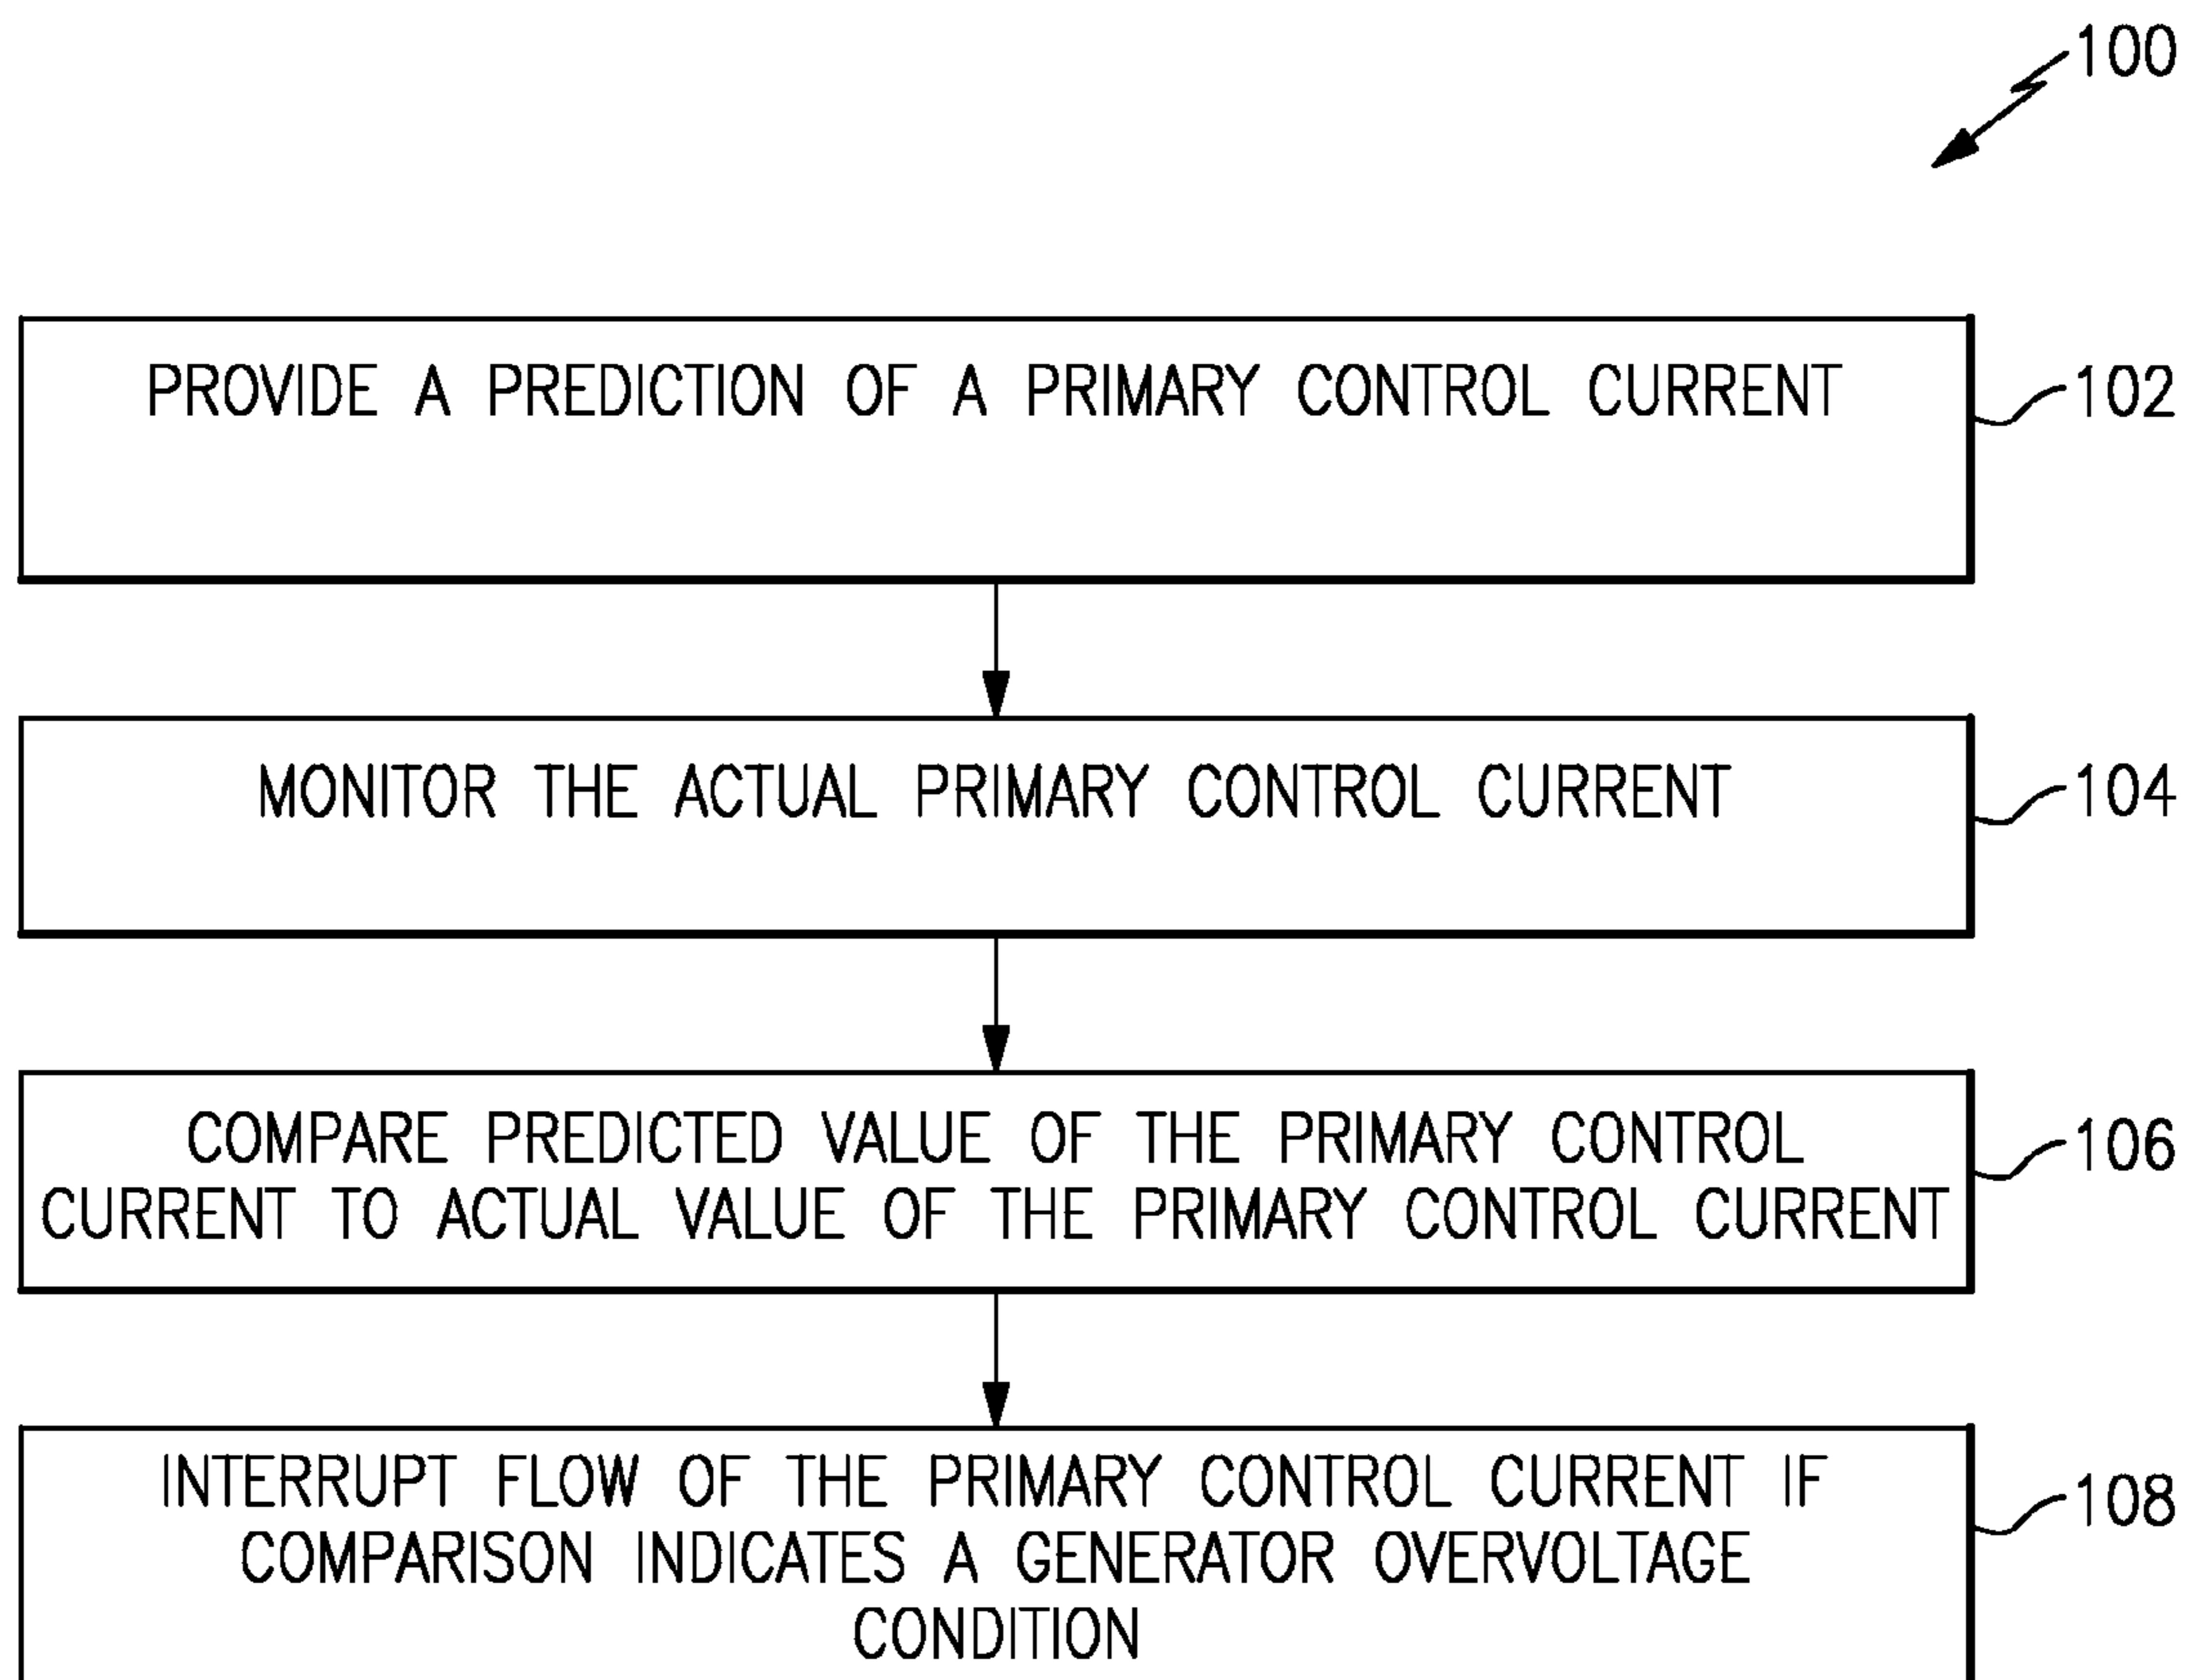 100
PROVIDE A PREDICTION OF A PRIMARY CONTROL CURRENT
102
MONITOR THE ACTUAL PRIMARY CONTROL CURRENT
104
COMPARE PREDICTED VALUE OF THE PRIMARY CONTROL
CURRENT TO ACTUAL VALUE OF THE PRIMARY CONTROL CURRENT
106
INTERRUPT FLOW OF THE PRIMARY CONTROL CURRENT IF
COMPARISON INDICATES A GENERATOR OVERVOLTAGE
CONDITION
108